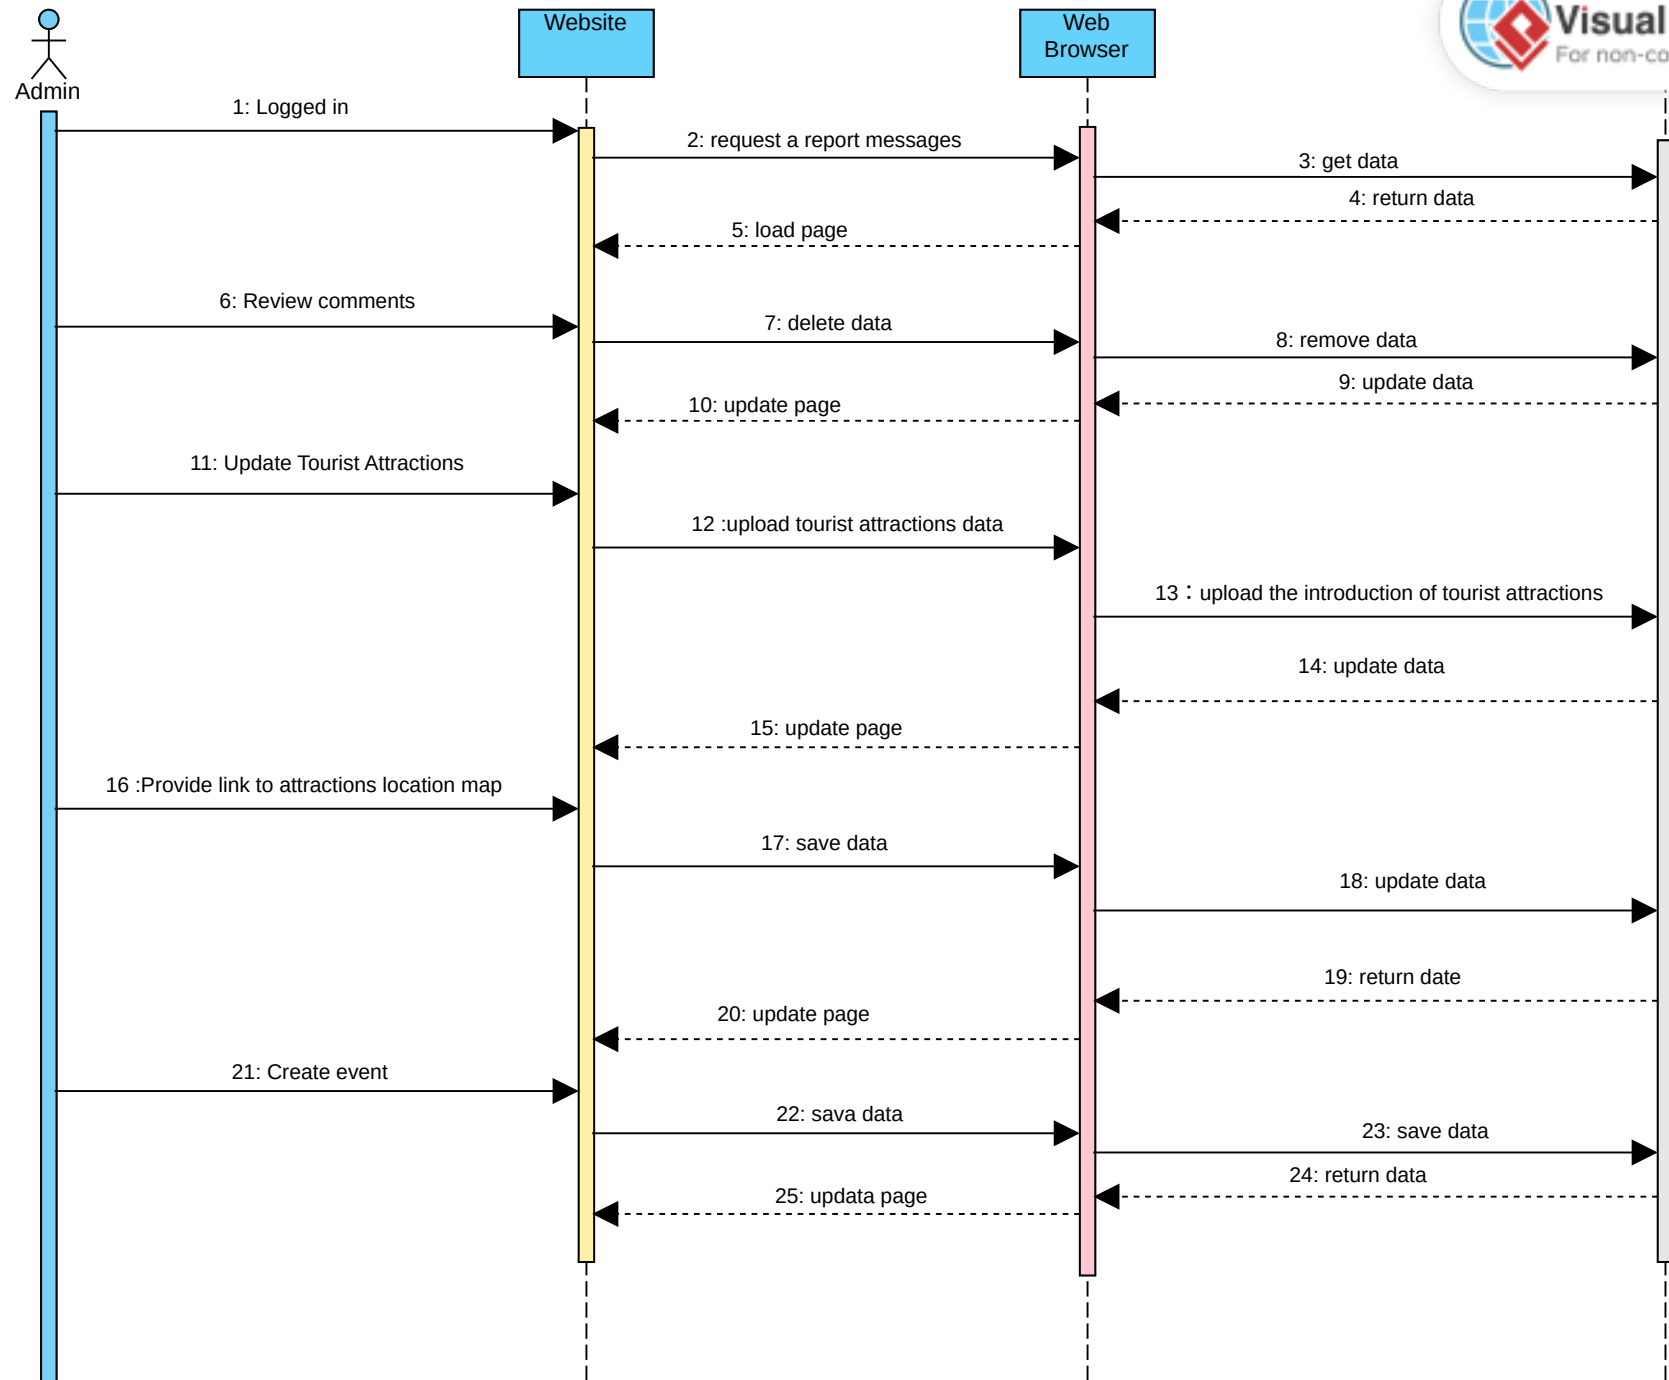 Website
Web
Browser
Visual
For non-co
Admin
1: Logged in
2: request a report messages
3: get data
4: return data
5: load page
6: Review comments
7: delete data
8: remove data
9: update data
10: update page
11: Update Tourist Attractions
12 :upload tourist attractions data
13：upload the introduction of tourist attractions
14: update data
15: update page
16 :Provide link to attractions location map
17: save data
18: update data
19: return date
20: update page
21: Create event
22: sava data
23: save data
24: return data
25: updata page